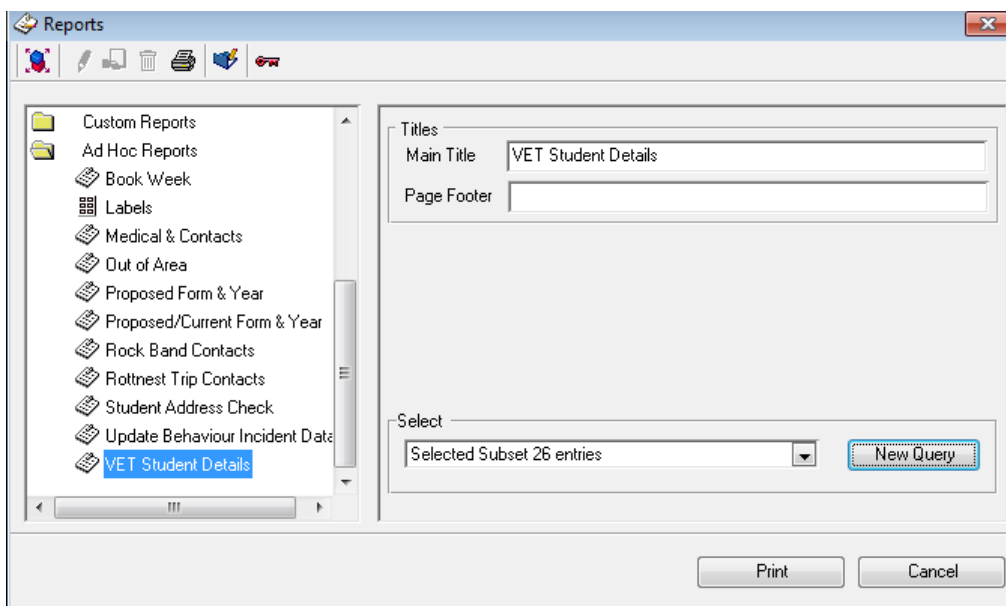 Reports
Custom Reports
Ad Hoc Reports
Book Week
Labels
Medical & Contacts
Out of Area
Proposed Form & Year
Proposed/Current Form & Year
Rock Band Contacts
Rottnest Trip Contacts
Student Address Check
Update Behaviour Incident Data
VET Student Details
Titles
Main Title VET Student Details
Page Footer
Select
Selected Subset 26 entries New Query
Print Cancel